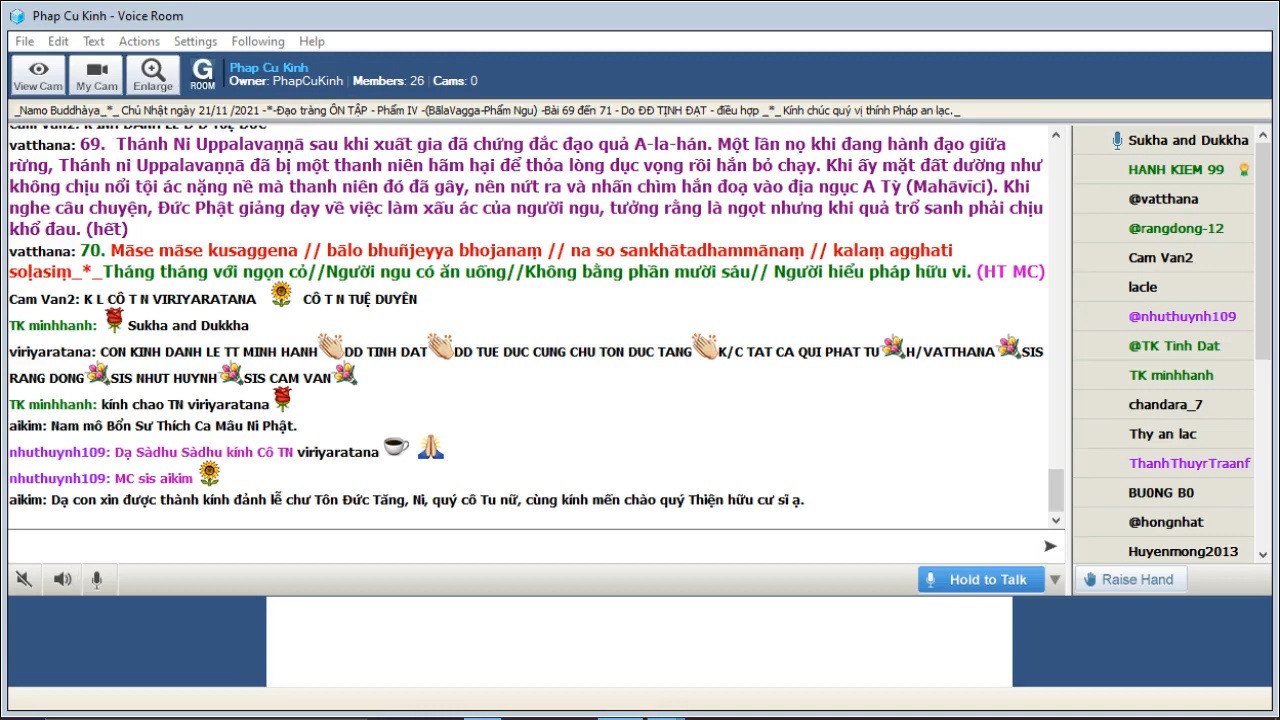 Phap Cu Kinh - Voice Room
File Edit Text Actions Settings Following Help
View Cam My Cam Enlarge G ROOM
Phap Cu Kinh
Owner: PhapCuKinh | Members: 26 | Cams: 0
_Namo Buddhàya_*_ Chủ Nhật ngày 21/11 /2021 -*-Đạo tràng ÔN TẬP - Phẩm IV -(BālaVagga-Phẩm Ngu) -Bài 69 đến 71 - Do ĐĐ TỊNH ĐẠT - điều hợp _*_ Kính chúc quý vị thính Pháp an lạc._
vatthana: 69. Thánh Ni Uppalavaṇṇā sau khi xuất gia đã chứng đắc đạo quả A-la-hán. Một lần nọ khi đang hành đạo giữa
rừng, Thánh ni Uppalavaṇṇā đã bị một thanh niên hãm hại để thỏa lòng dục vọng rồi hắn bỏ chạy. Khi ấy mặt đất dường như
không chịu nổi tội ác nặng nề mà thanh niên đó đã gây, nên nứt ra và nhấn chìm hắn đoạ vào địa ngục A Tỳ (Mahāvīci). Khi
nghe câu chuyện, Đức Phật giảng dạy về việc làm xấu ác của người ngu, tưởng rằng là ngọt nhưng khi quả trổ sanh phải chịu
khổ đau. (hết)
vatthana: 70. Māse māse kusaggena // bālo bhuñjeyya bhojanaṃ // na so sankhātadhammānaṃ // kalaṃ agghati
soḷasiṃ_*_Tháng tháng với ngọn cỏ//Người ngu có ăn uống//Không bằng phần mười sáu// Người hiểu pháp hữu vi. (HT MC)
Cam Van2: K L CÔ T N VIRIYARATANA CÔ T N TUỆ DUYÊN
TK minhhanh: Sukha and Dukkha
viriyaratana: CON KINH DANH LE TT MINH HANH DD TINH DAT DD TUE DUC CUNG CHU TON DUC TANG K/C TAT CA QUI PHAT TU H/VATTHANA SIS
RANG DONG SIS NHUT HUYNH SIS CAM VAN
TK minhhanh: kính chao TN viriyaratana
aikim: Nam mô Bổn Sư Thích Ca Mâu Ni Phật.
nhuthuynh109: Dạ Sàdhu Sàdhu kính Cô TN viriyaratana
nhuthuynh109: MC sis aikim
aikim: Dạ con xin được thành kính đảnh lễ chư Tôn Đức Tăng, Ni, quý cô Tu nữ, cùng kính mến chào quý Thiện hữu cư sĩ ạ.
Hold to Talk
Sukha and Dukkha
HANH KIEM 99
@vatthana
@rangdong-12
Cam Van2
lacle
@nhuthuynh109
@TK Tinh Dat
TK minhhanh
chandara_7
Thy an lac
ThanhThuyrTraanf
BU0NG B0
@hongnhat
Huyenmong2013
Raise Hand